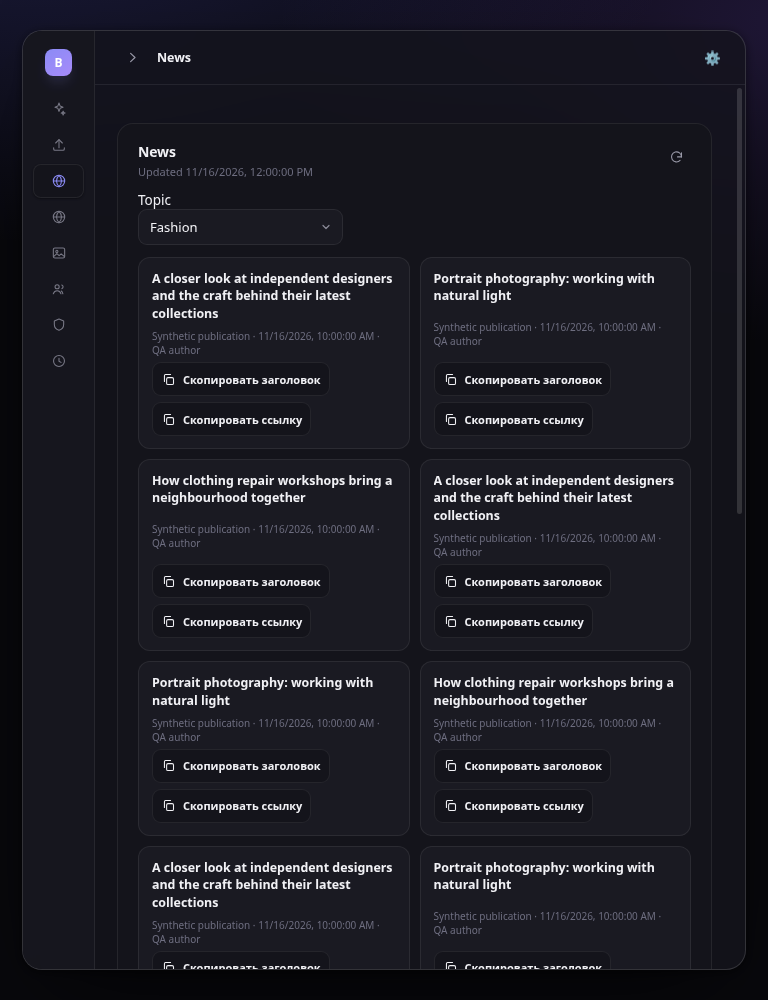 B
News
News
Updated 11/16/2026, 12:00:00 PM
Topic
Fashion
A closer look at independent designers
and the craft behind their latest
collections
Synthetic publication · 11/16/2026, 10:00:00 AM ·
QA author
Скопировать заголовок
Скопировать ссылку
Portrait photography: working with
natural light
Synthetic publication · 11/16/2026, 10:00:00 AM ·
QA author
Скопировать заголовок
Скопировать ссылку
How clothing repair workshops bring a
neighbourhood together
Synthetic publication · 11/16/2026, 10:00:00 AM ·
QA author
Скопировать заголовок
Скопировать ссылку
A closer look at independent designers
and the craft behind their latest
collections
Synthetic publication · 11/16/2026, 10:00:00 AM ·
QA author
Скопировать заголовок
Скопировать ссылку
Portrait photography: working with
natural light
Synthetic publication · 11/16/2026, 10:00:00 AM ·
QA author
Скопировать заголовок
Скопировать ссылку
How clothing repair workshops bring a
neighbourhood together
Synthetic publication · 11/16/2026, 10:00:00 AM ·
QA author
Скопировать заголовок
Скопировать ссылку
A closer look at independent designers
and the craft behind their latest
collections
Synthetic publication · 11/16/2026, 10:00:00 AM ·
QA author
Скопировать заголовок
Portrait photography: working with
natural light
Synthetic publication · 11/16/2026, 10:00:00 AM ·
QA author
Скопировать заголовок